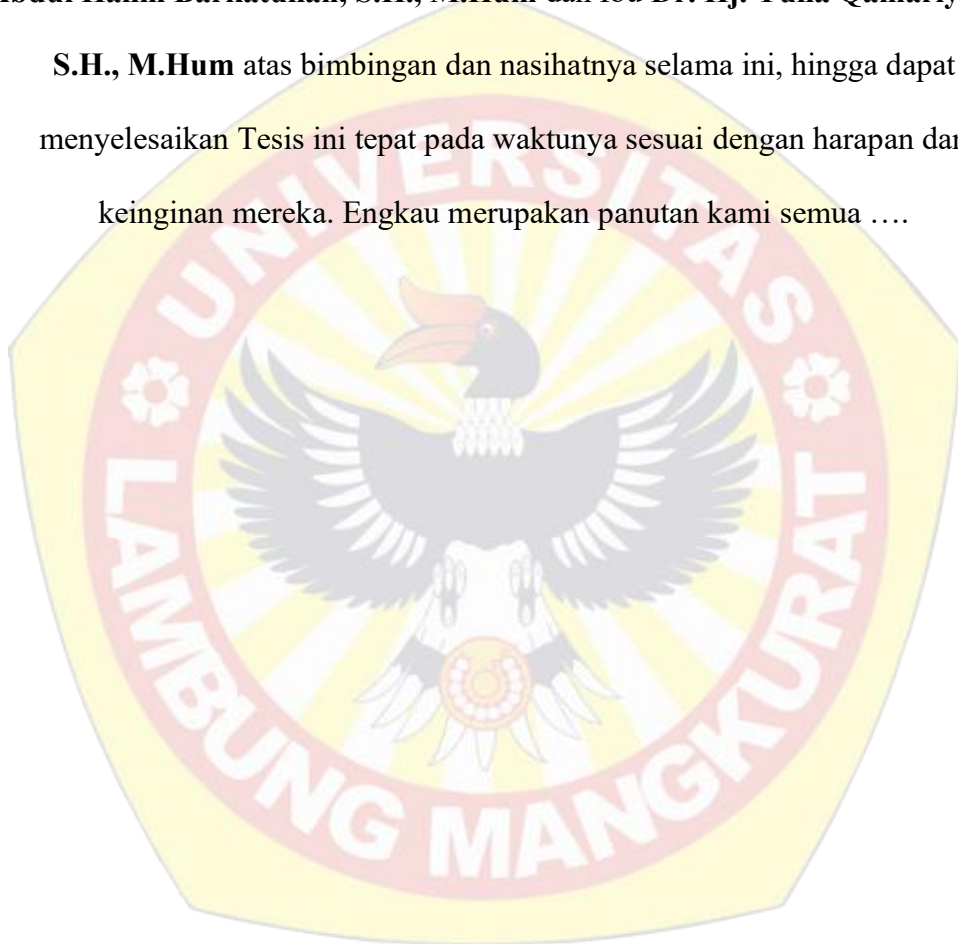 S.H., M.Hum atas bimbingan dan nasihatnya selama ini, hingga dapat
menyelesaikan Tesis ini tepat pada waktunya sesuai dengan harapan dan
keinginan mereka. Engkau merupakan panutan kami semua ….
UNIVERSITAS
LAMBUNG MANGKURAT